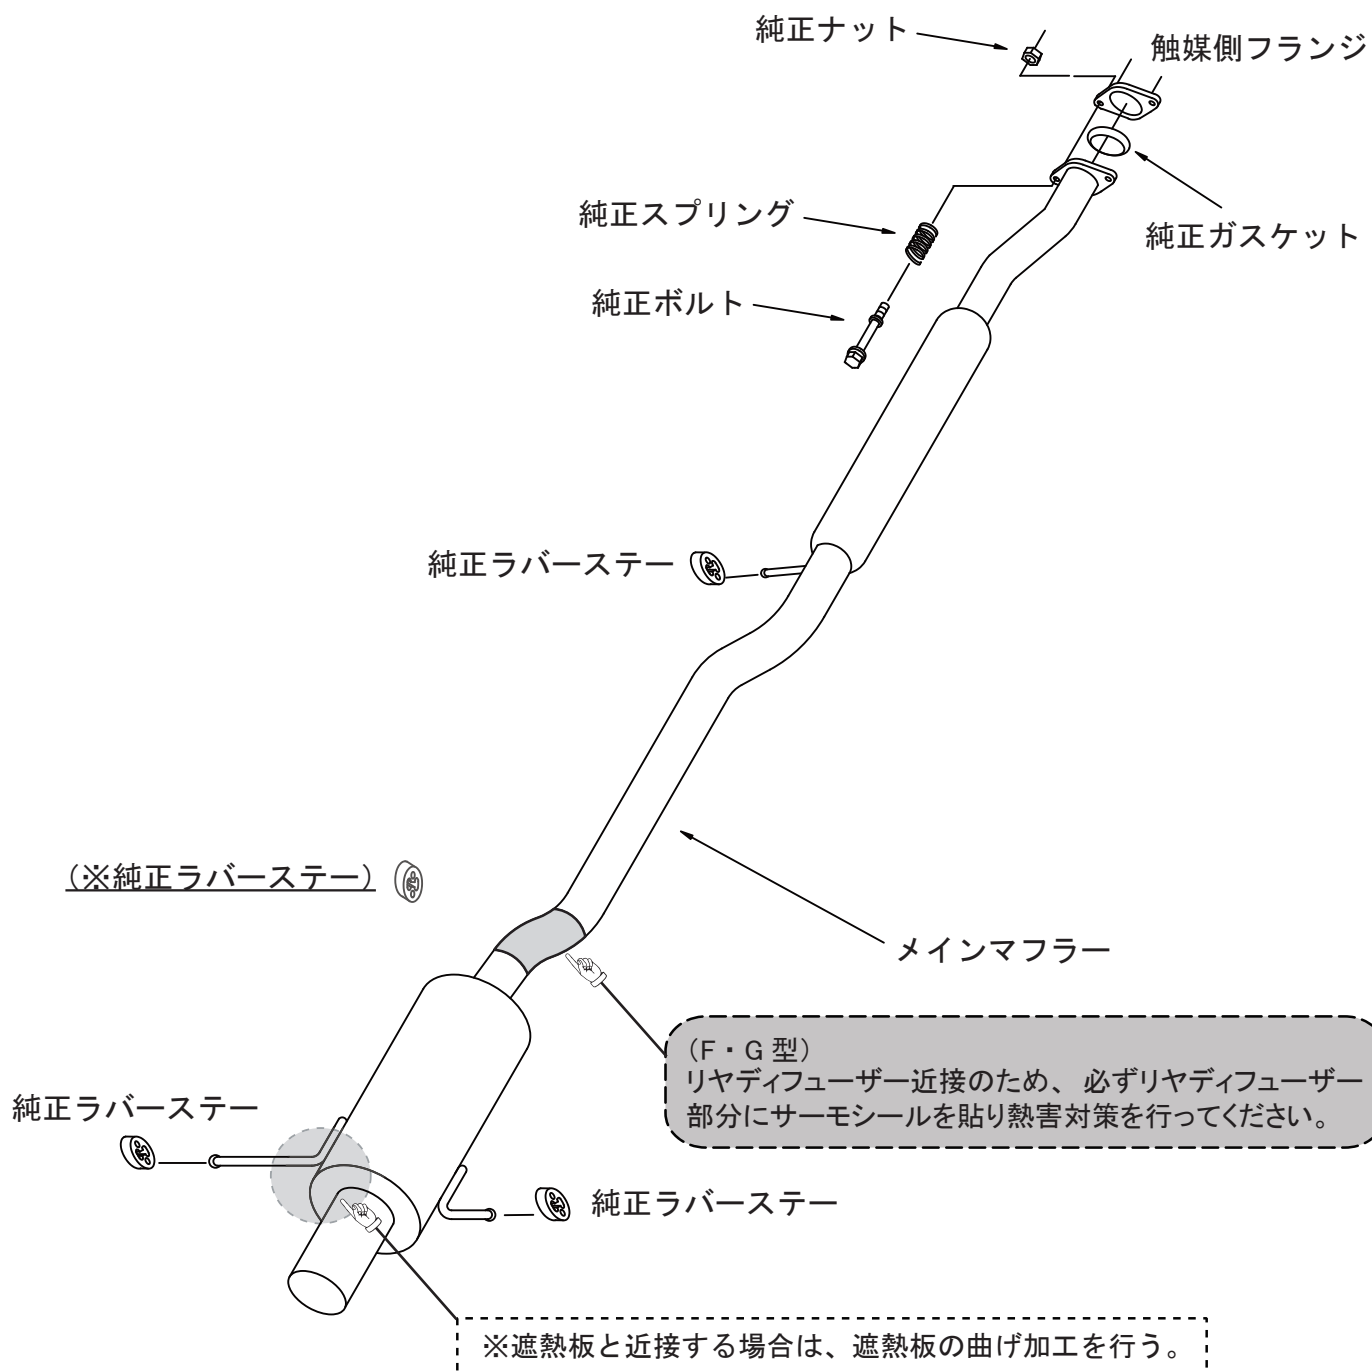 純正ナット
触媒側フランジ
純正スプリング
純正ガスケット
純正ボルト
純正ラバーステー
(※純正ラバーステー)
メインマフラー
(F・G 型)
リヤディフューザー近接のため、 必ずリヤディフューザー
部分にサーモシールを貼り熱害対策を行ってください。
純正ラバーステー
純正ラバーステー
※遮熱板と近接する場合は、遮熱板の曲げ加工を行う。